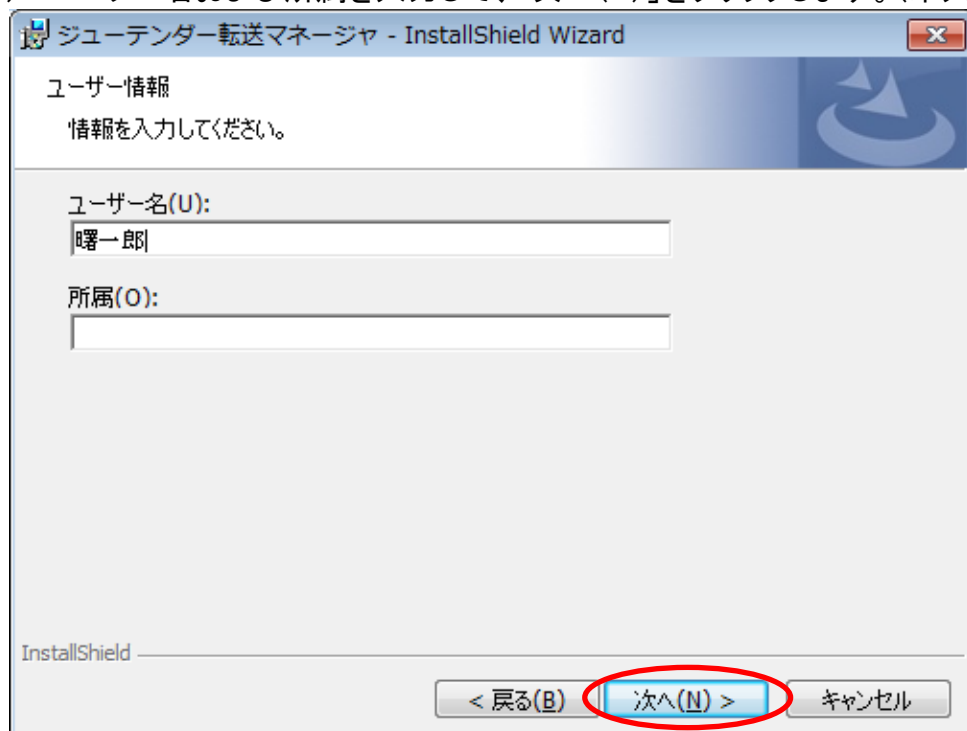 ジューテンダー転送マネージャ - InstallShield Wizard
ユーザー情報
情報を入力してください。
ユーザー名(U):
曙一郎
所属(O):
InstallShield
< 戻る(B)
次へ(N) >
キャンセル